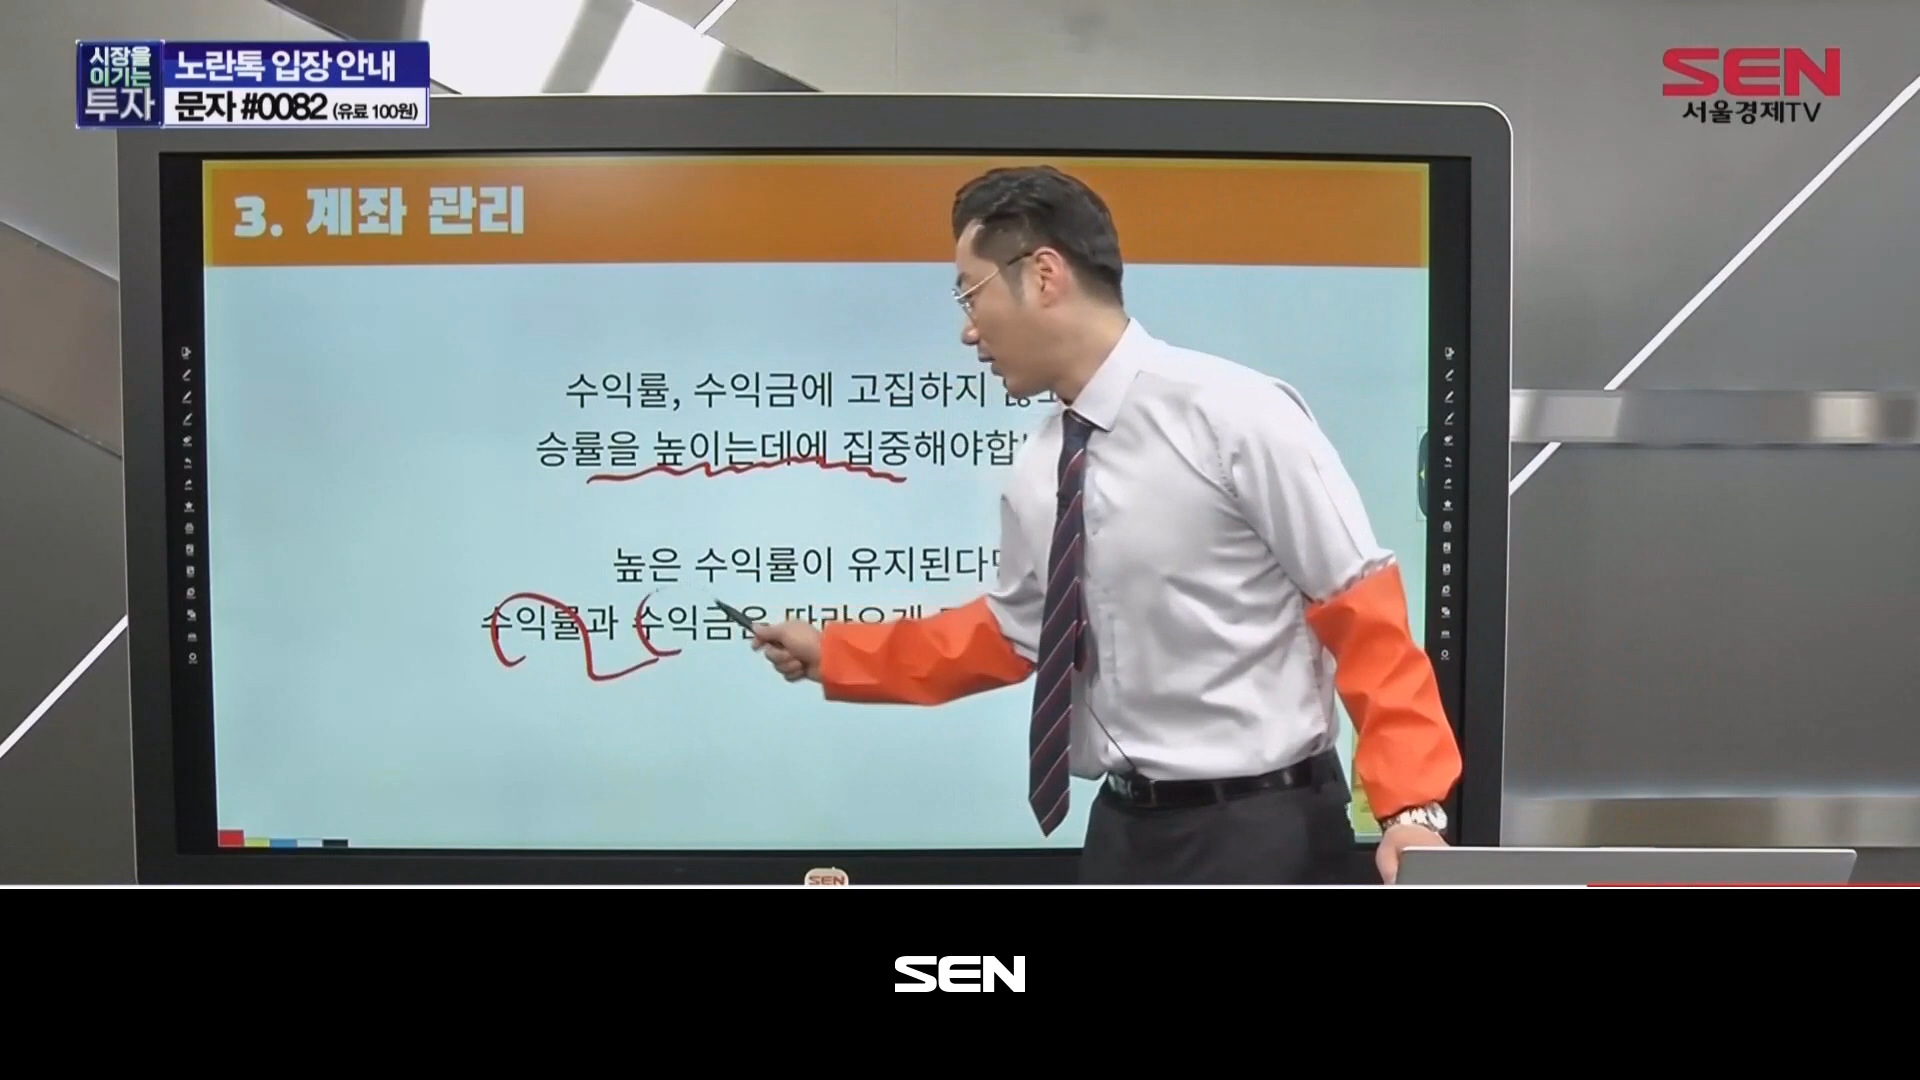 시장을
이기는
투자
노란톡 입장 안내
문자 #0082 (유료 100원)
SEN
서울경제TV
3. 계좌 관리
수익률, 수익금에 고집하지
승률을 높이는데에 집중해야합
높은 수익률이 유지된다
수익률과 수익금은 따라오게
SEN
SEN